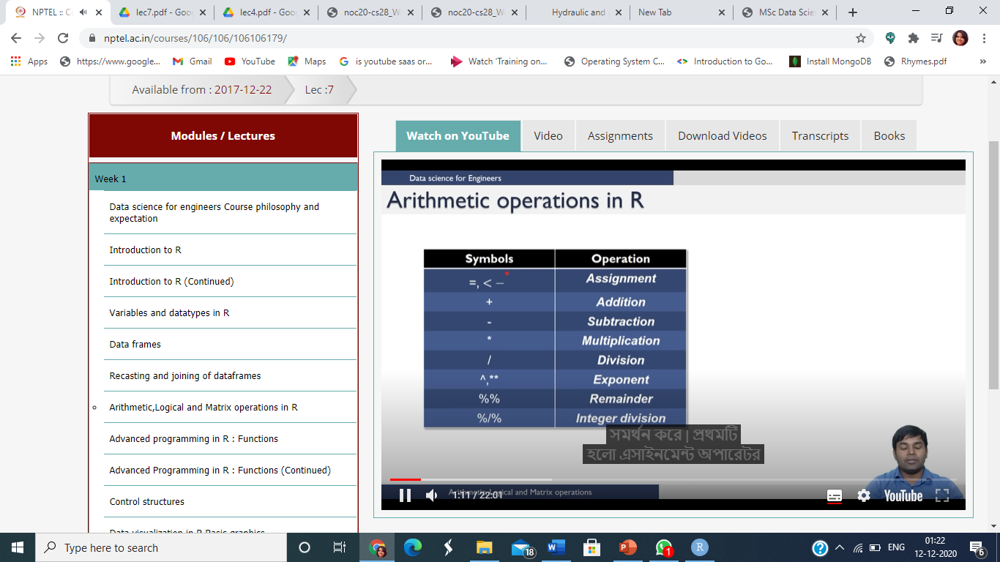 NPTEL :: C
lec7.pdf - Goo
lec4.pdf - Goo
noc20-cs28_W
noc20-cs28_W
Hydraulic and
New Tab
MSc Data Scie
nptel.ac.in/courses/106/106/106106179/
Apps
https://www.google...
Gmail
YouTube
Maps
is youtube saas or...
Watch 'Training on...
Operating System C...
Introduction to Go...
Install MongoDB
Rhymes.pdf
»
Available from : 2017-12-22
Lec :7
Modules / Lectures
Week 1
Data science for engineers Course philosophy and
expectation
Introduction to R
Introduction to R (Continued)
Variables and datatypes in R
Data frames
Recasting and joining of dataframes
Arithmetic,Logical and Matrix operations in R
Advanced programming in R : Functions
Advanced Programming in R : Functions (Continued)
Control structures
Data visualization in R Basic graphics
Watch on YouTube
Video
Assignments
Download Videos
Transcripts
Books
Data science for Engineers
Arithmetic operations in R
Symbols Operation
=, < − Assignment
+ Addition
- Subtraction
* Multiplication
/ Division
^,** Exponent
%% Remainder
%/% Integer division
সমর্থন করে | প্রথমটি
হলো এসাইনমেন্ট অপারেটর
Arithmetic,Logical and Matrix operations
1:11 / 22:01
YouTube
Type here to search
18
1
ENG
01:22
12-12-2020
6